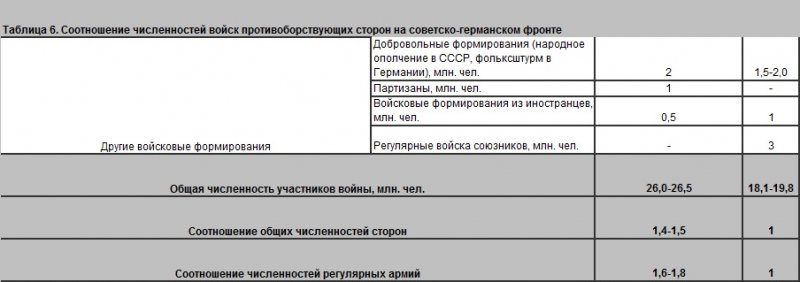 Таблица 6. Соотношение численностей войск противоборствующих сторон на советско-германском фронте
Добровольные формирования (народное
ополчение в СССР, фольксштурм в
Германии), млн. чел. 2 1,5-2,0
Партизаны, млн. чел. 1 -
Войсковые формирования из иностранцев,
млн. чел. 0,5 1
Другие войсковые формирования Регулярные войска союзников, млн. чел. - 3
Общая численность участников войны, млн. чел. 26,0-26,5 18,1-19,8
Соотношение общих численностей сторон 1,4-1,5 1
Соотношение численностей регулярных армий 1,6-1,8 1